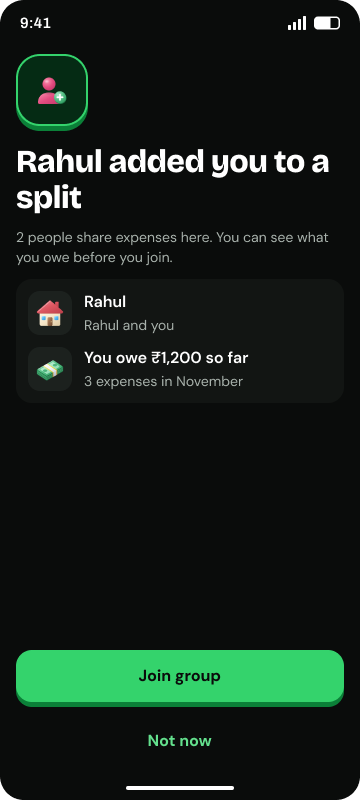 9:41
Rahul added you to a
split
2 people share expenses here. You can see what
you owe before you join.
Rahul
Rahul and you
You owe ₹1,200 so far
3 expenses in November
Join group
Not now